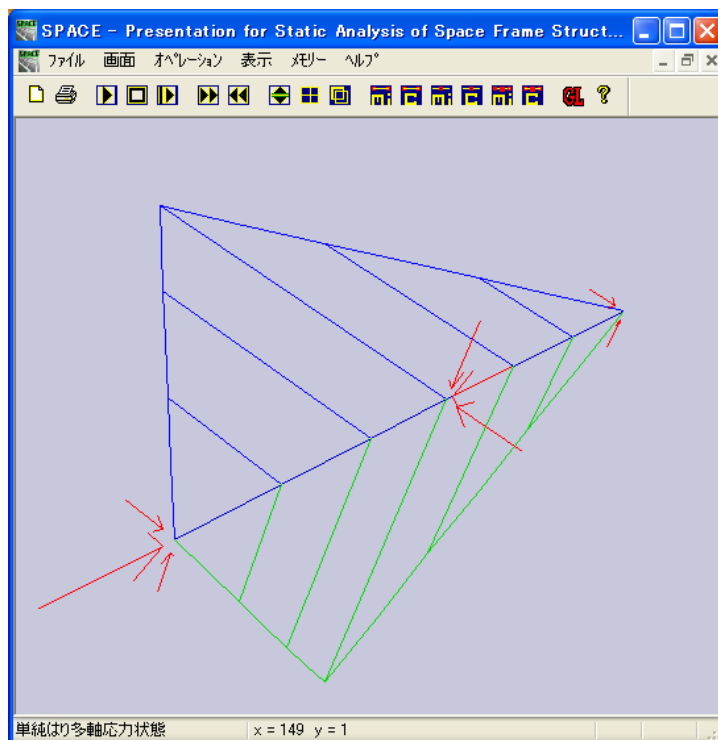 SPACE - Presentation for Static Analysis of Space Frame Struct...
ファイル 画面 オペレーション 表示 メモリー ヘルプ
GL ?
単純はり多軸応力状態 x = 149 y = 1